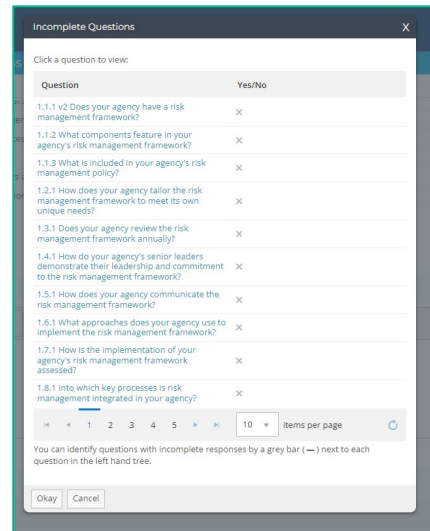 Incomplete Questions X
Click a question to view:
Question Yes/No
1.1.1 v2 Does your agency have a risk
management framework? ×
1.1.2 What components feature in your
agency's risk management framework? ×
1.1.3 What is included in your agency's risk
management policy? ×
1.2.1 How does your agency tailor the risk
management framework to meet its own
unique needs? ×
1.3.1 Does your agency review the risk
management framework annually? ×
1.4.1 How do your agency's senior leaders
demonstrate their leadership and commitment
to the risk management framework? ×
1.5.1 How does your agency communicate the
risk management framework? ×
1.6.1 What approaches does your agency use to
implement the risk management framework? ×
1.7.1 How is the implementation of your
agency's risk management framework
assessed? ×
1.8.1 Into which key processes is risk
management integrated in your agency? ×
1 2 3 4 5 10 items per page
You can identify questions with incomplete responses by a grey bar ( — ) next to each
question in the left hand tree.
Okay Cancel